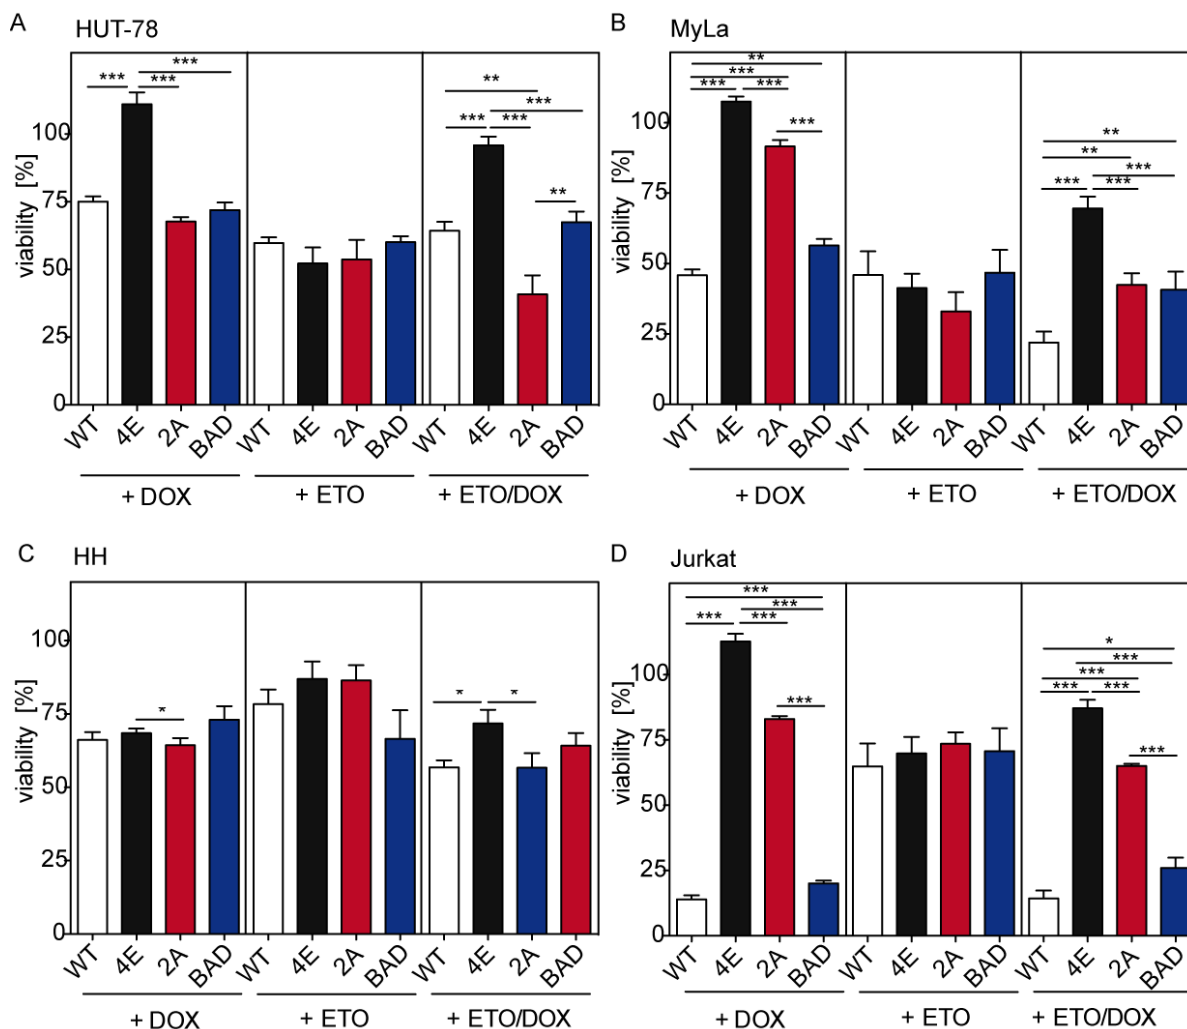 A HUT-78
*** *** ***
** *** *** *** **
viability [%]
100
75
50
25
0
WT 4E 2A BAD WT 4E 2A BAD WT 4E 2A BAD
+ DOX + ETO + ETO/DOX
B MyLa
** *** *** *** ***
** ** *** *** ***
viability [%]
100
75
50
25
0
WT 4E 2A BAD WT 4E 2A BAD WT 4E 2A BAD
+ DOX + ETO + ETO/DOX
C HH
*
* *
viability [%]
100
75
50
25
0
WT 4E 2A BAD WT 4E 2A BAD WT 4E 2A BAD
+ DOX + ETO + ETO/DOX
D Jurkat
*** *** *** *** ***
* *** *** *** *** ***
viability [%]
100
75
50
25
0
WT 4E 2A BAD WT 4E 2A BAD WT 4E 2A BAD
+ DOX + ETO + ETO/DOX